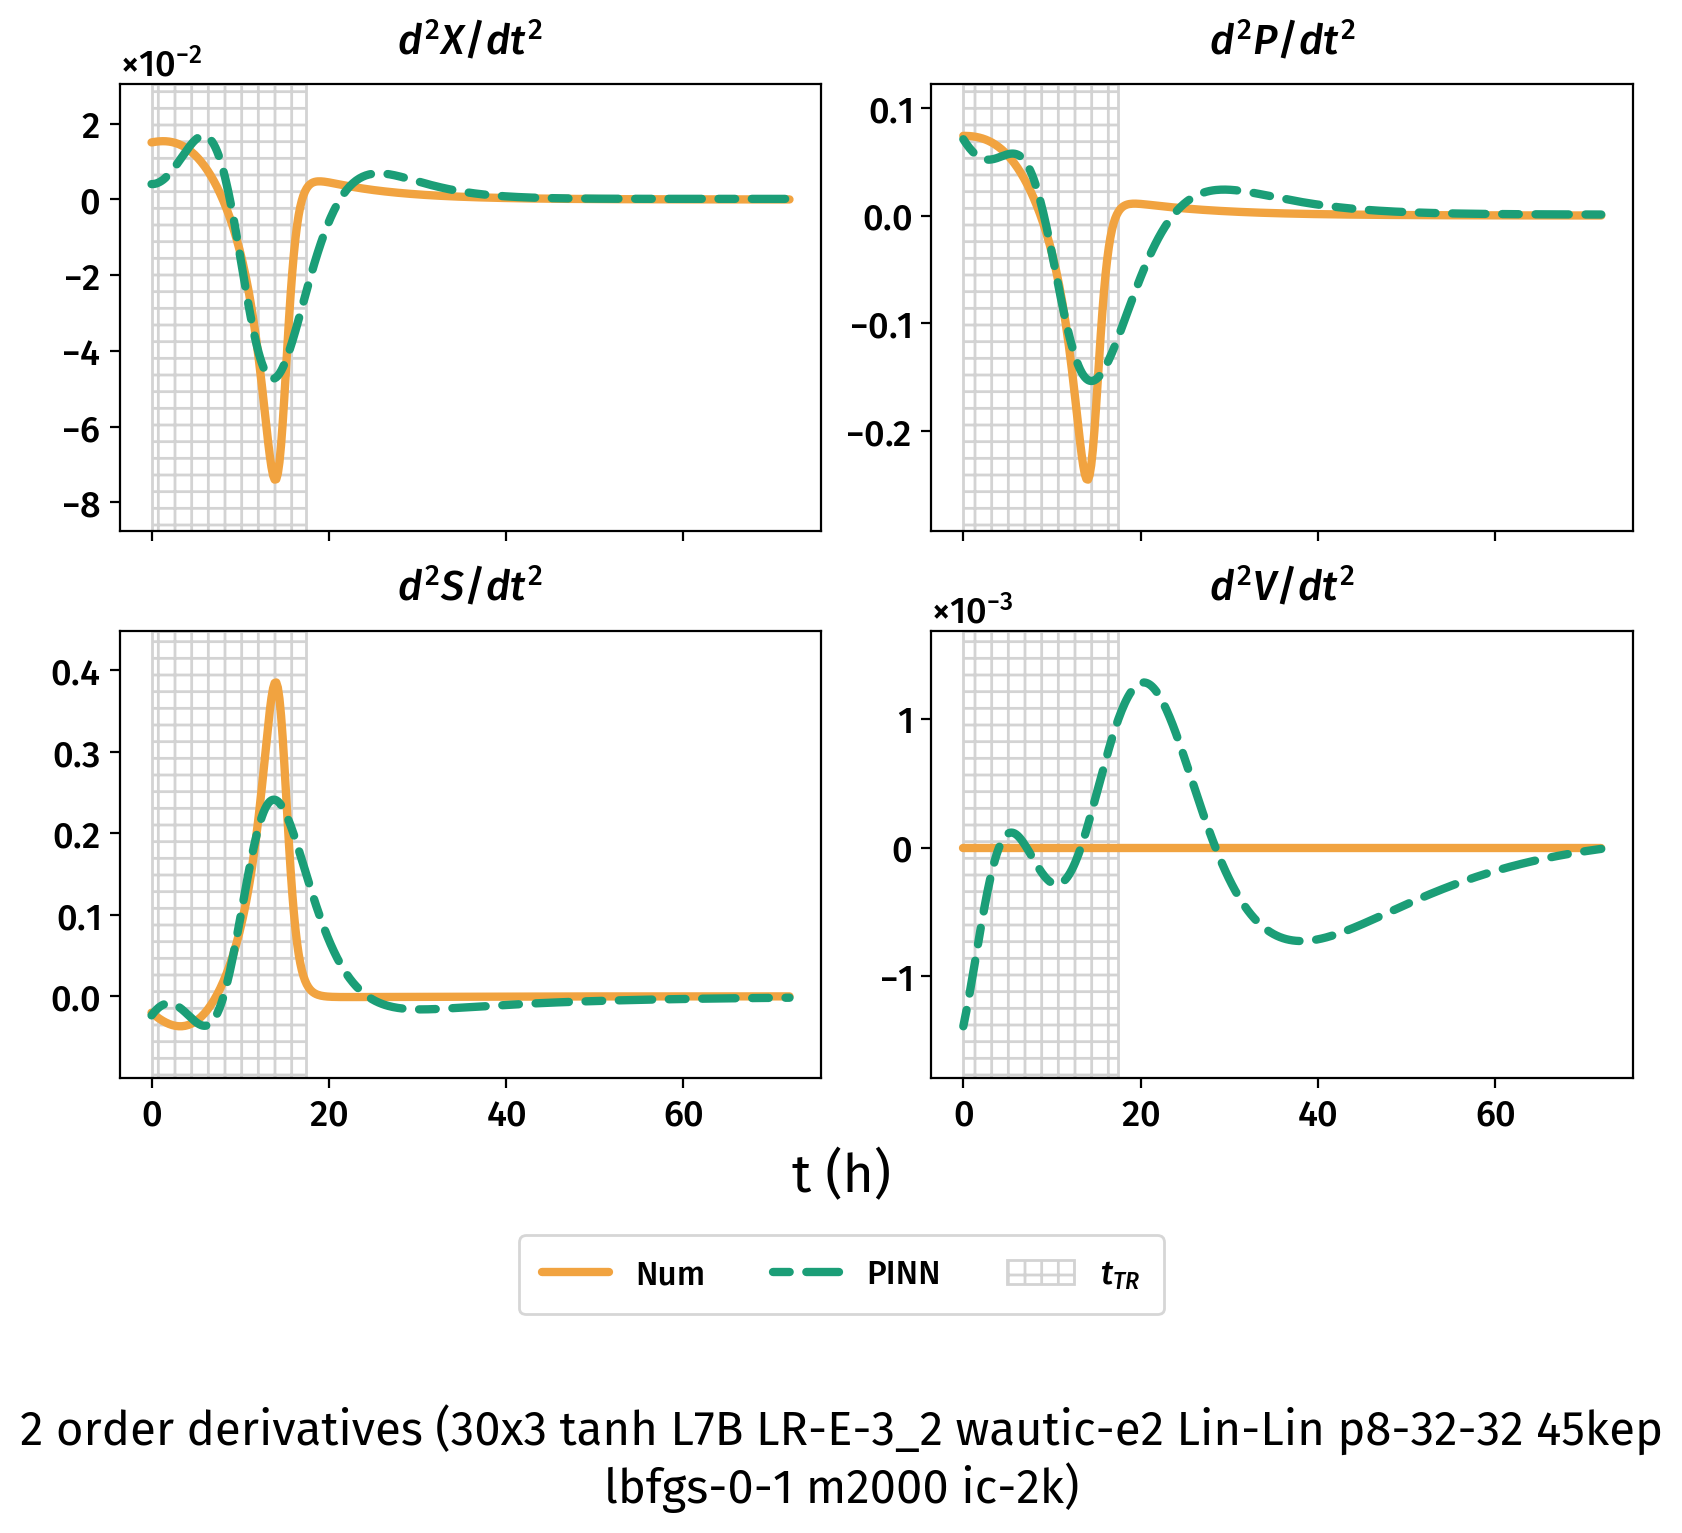 d²X/dt²
×10⁻²
2
0
−2
−4
−6
−8
d²P/dt²
0.1
0.0
−0.1
−0.2
d²S/dt²
0.4
0.3
0.2
0.1
0.0
0 20 40 60
d²V/dt²
×10⁻³
1
0
−1
0 20 40 60
t (h)
Num PINN t_TR
2 order derivatives (30x3 tanh L7B LR-E-3_2 wautic-e2 Lin-Lin p8-32-32 45kep
lbfgs-0-1 m2000 ic-2k)